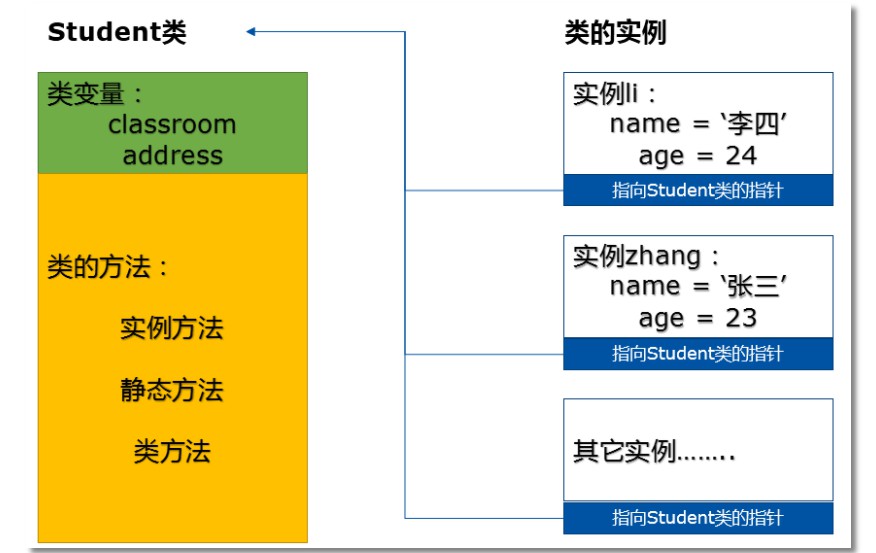 Student类
类变量：
classroom
address
类的方法：
实例方法
静态方法
类方法
类的实例
实例li：
name = ‘李四’
age = 24
指向Student类的指针
实例zhang：
name = ‘张三’
age = 23
指向Student类的指针
其它实例……..
指向Student类的指针